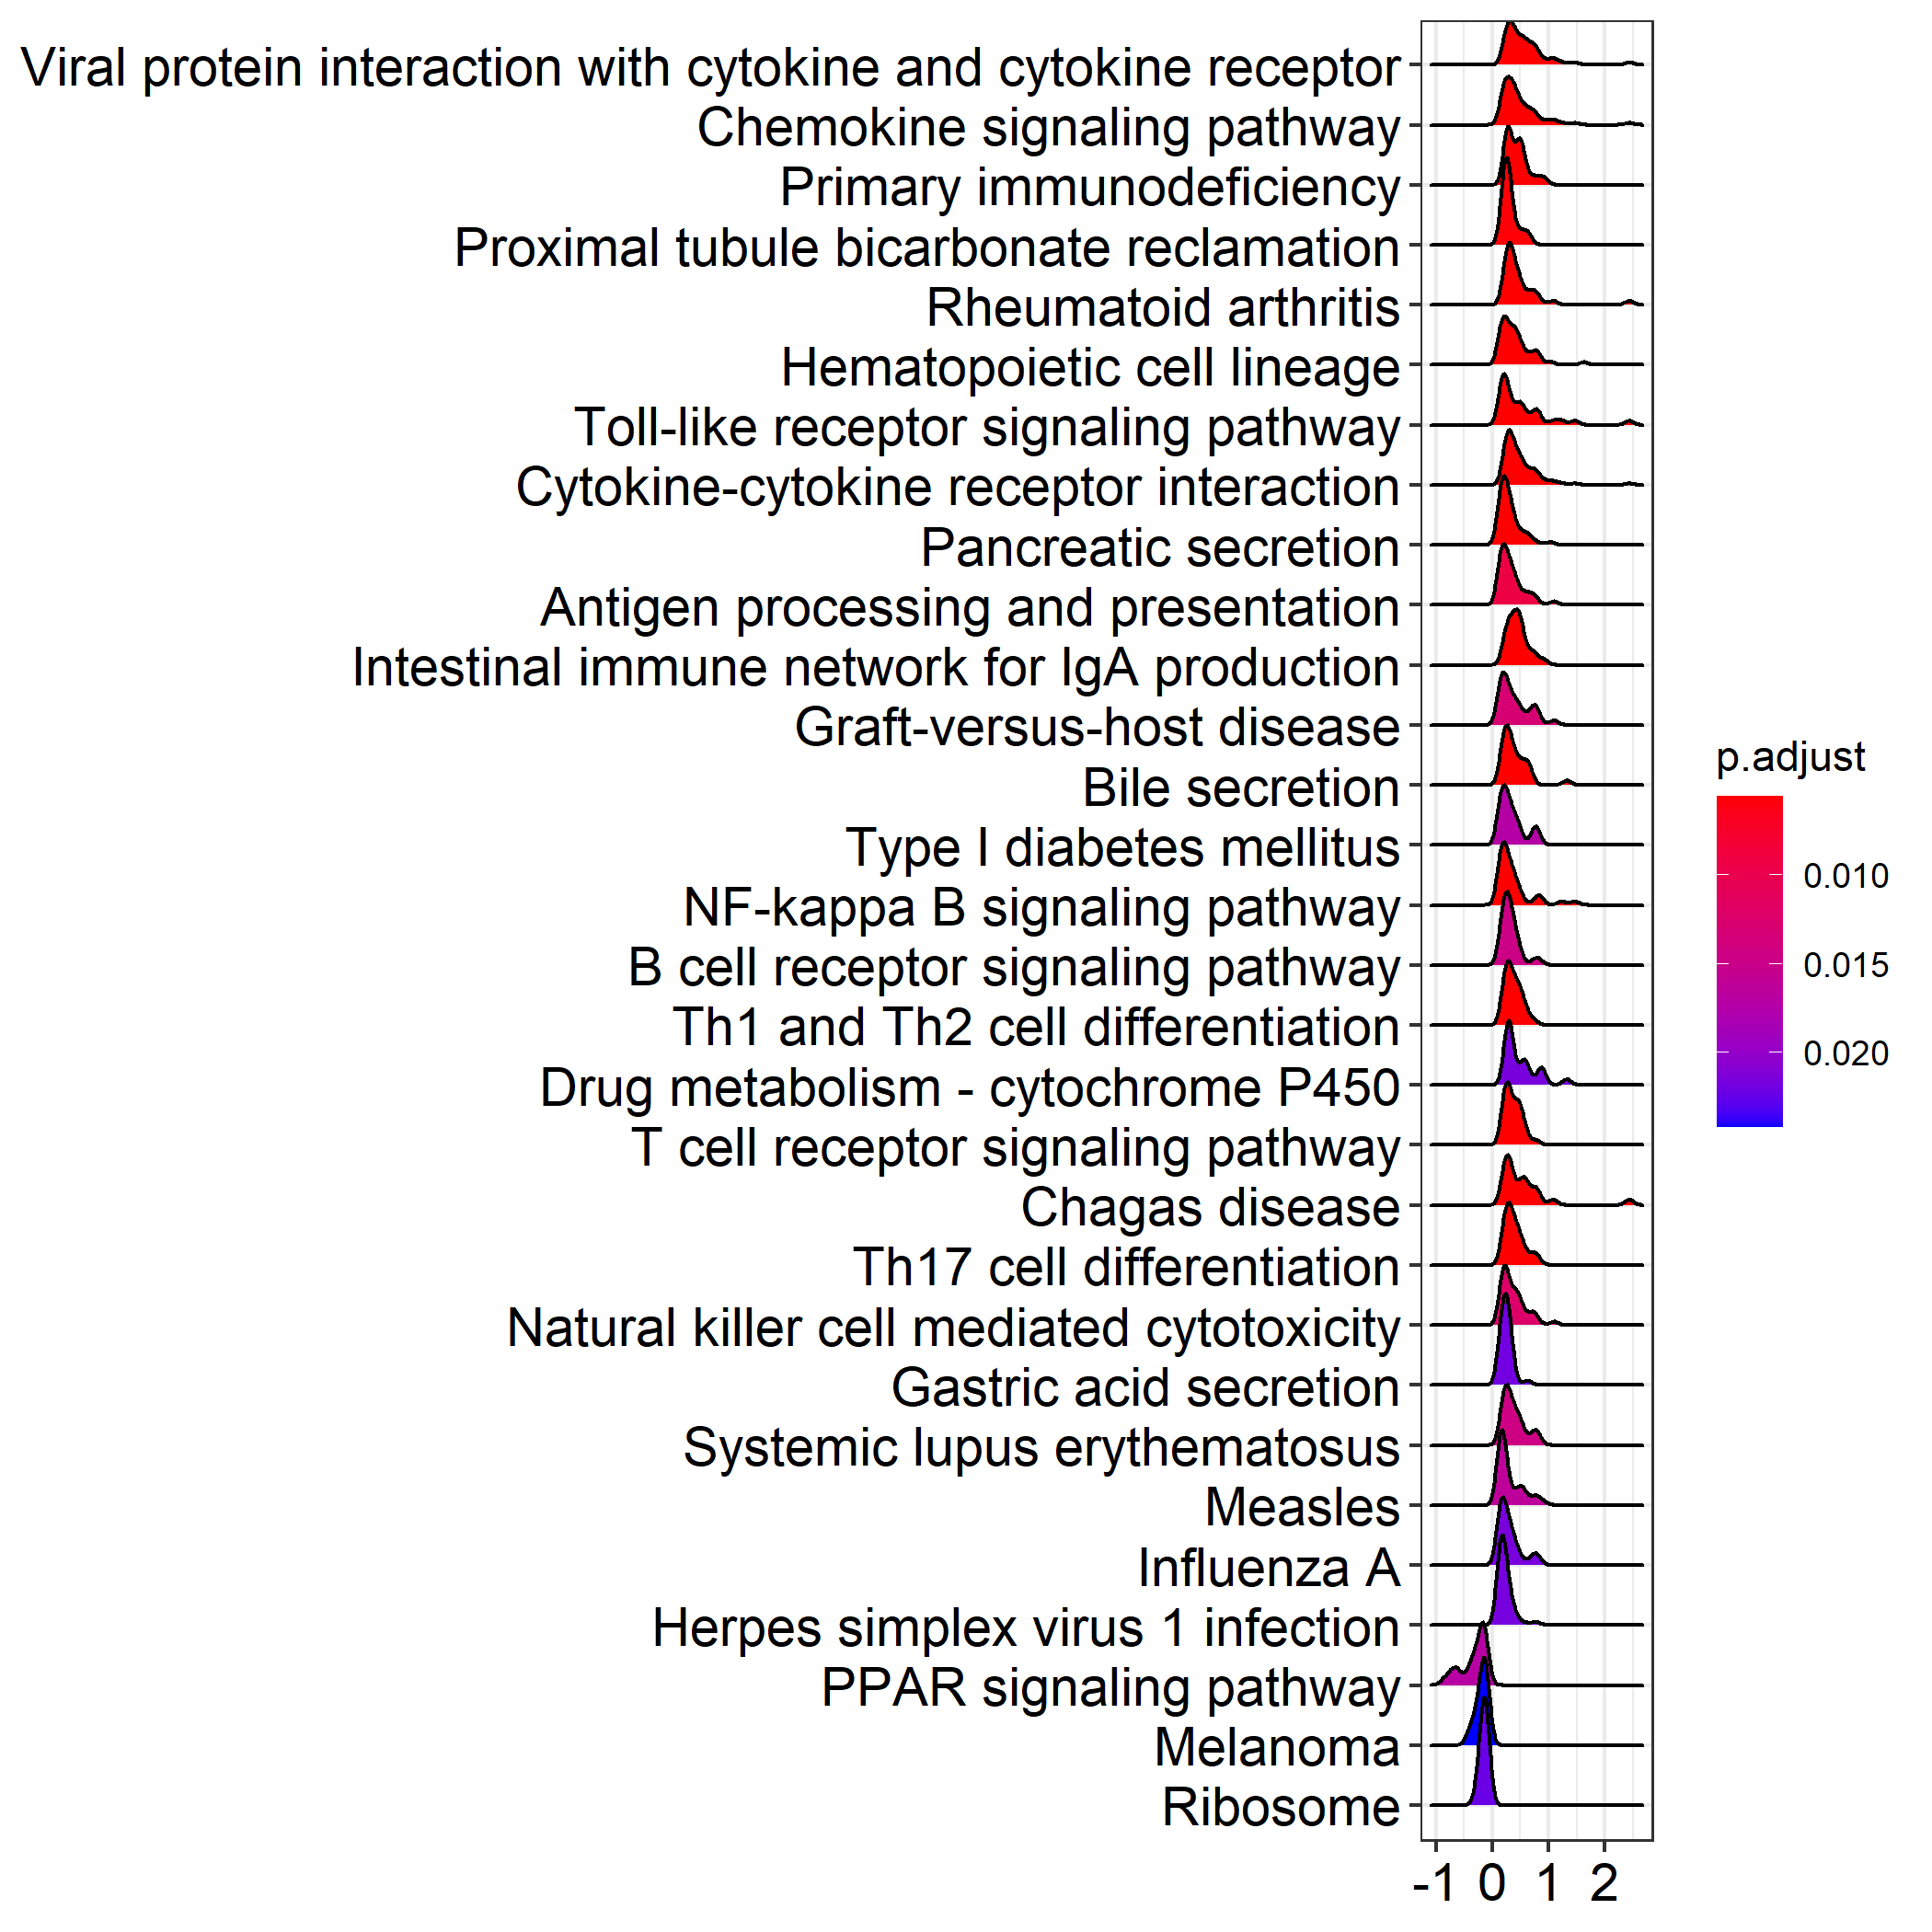 Viral protein interaction with cytokine and cytokine receptor
Chemokine signaling pathway
Primary immunodeficiency
Proximal tubule bicarbonate reclamation
Rheumatoid arthritis
Hematopoietic cell lineage
Toll-like receptor signaling pathway
Cytokine-cytokine receptor interaction
Pancreatic secretion
Antigen processing and presentation
Intestinal immune network for IgA production
Graft-versus-host disease
Bile secretion
Type I diabetes mellitus
NF-kappa B signaling pathway
B cell receptor signaling pathway
Th1 and Th2 cell differentiation
Drug metabolism - cytochrome P450
T cell receptor signaling pathway
Chagas disease
Th17 cell differentiation
Natural killer cell mediated cytotoxicity
Gastric acid secretion
Systemic lupus erythematosus
Measles
Influenza A
Herpes simplex virus 1 infection
PPAR signaling pathway
Melanoma
Ribosome
-1 0 1 2
p.adjust
0.010
0.015
0.020